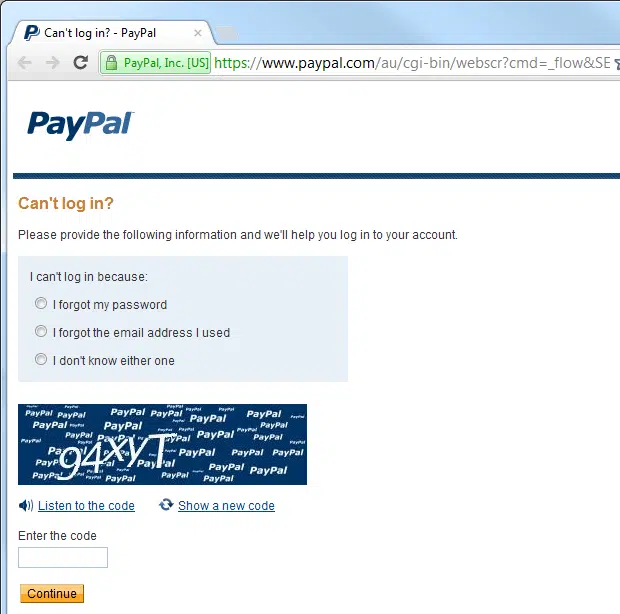 Can't log in? - PayPal
PayPal, Inc. [US] https://www.paypal.com/au/cgi-bin/webscr?cmd=_flow&SE
PayPal
Can't log in?
Please provide the following information and we'll help you log in to your account.
I can't log in because:
I forgot my password
I forgot the email address I used
I don't know either one
94xyT
Listen to the code
Show a new code
Enter the code
Continue